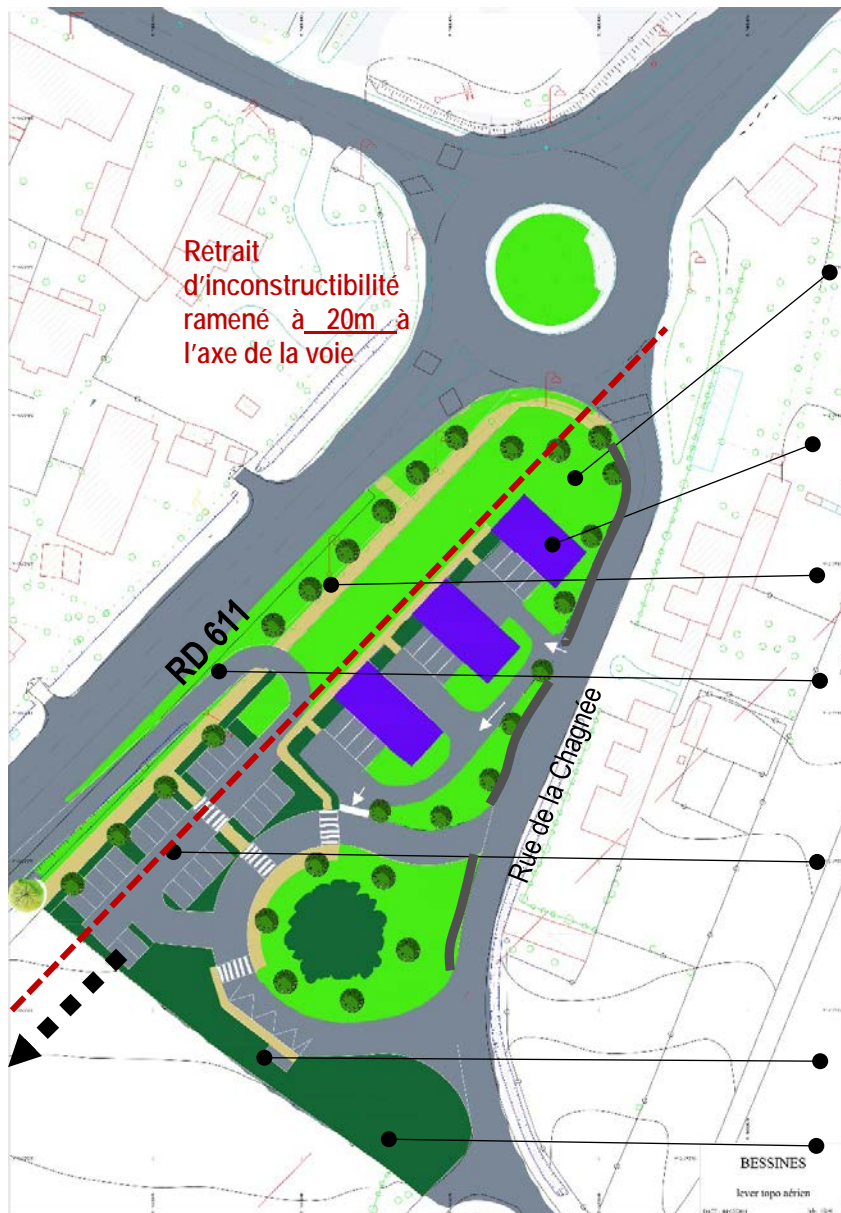 Retrait
d'inconstructibilité
ramené à 20m à
l'axe de la voie
RD 611
Rue de la Chagnée
BESSINES
lever topo aérien